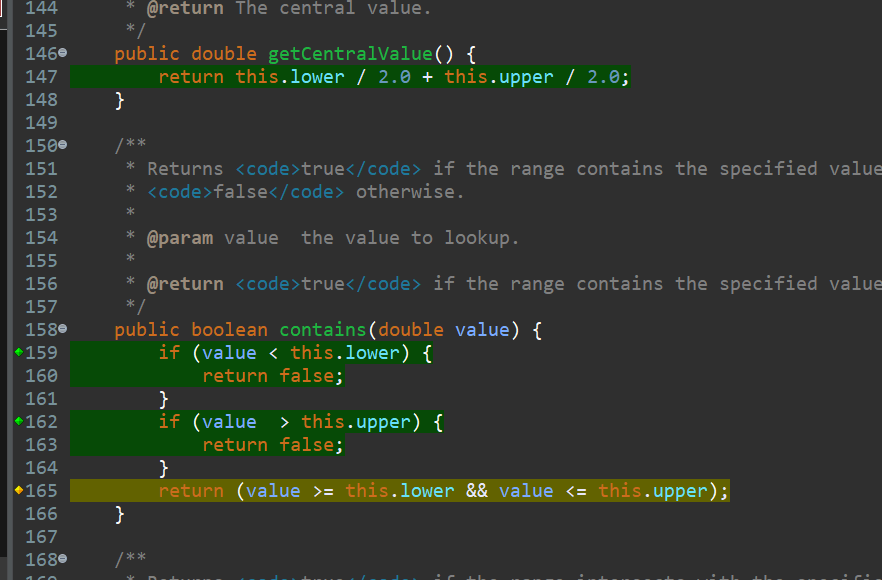 144 * @return The central value.
145 */
146 public double getCentralValue() {
147 return this.lower / 2.0 + this.upper / 2.0;
148 }
149
150 /**
151 * Returns <code>true</code> if the range contains the specified value
152 * <code>false</code> otherwise.
153 *
154 * @param value  the value to lookup.
155 *
156 * @return <code>true</code> if the range contains the specified value
157 */
158 public boolean contains(double value) {
159 if (value < this.lower) {
160 return false;
161 }
162 if (value  > this.upper) {
163 return false;
164 }
165 return (value >= this.lower && value <= this.upper);
166 }
167
168 /**